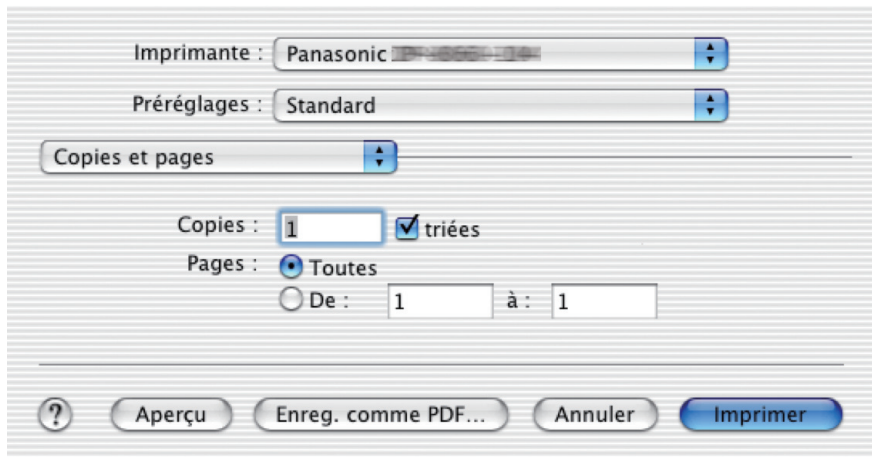 Imprimante : Panasonic
Préréglages : Standard
Copies et pages
Copies : 1 triées
Pages : Toutes
De : 1 à : 1
? Aperçu Enreg. comme PDF... Annuler Imprimer